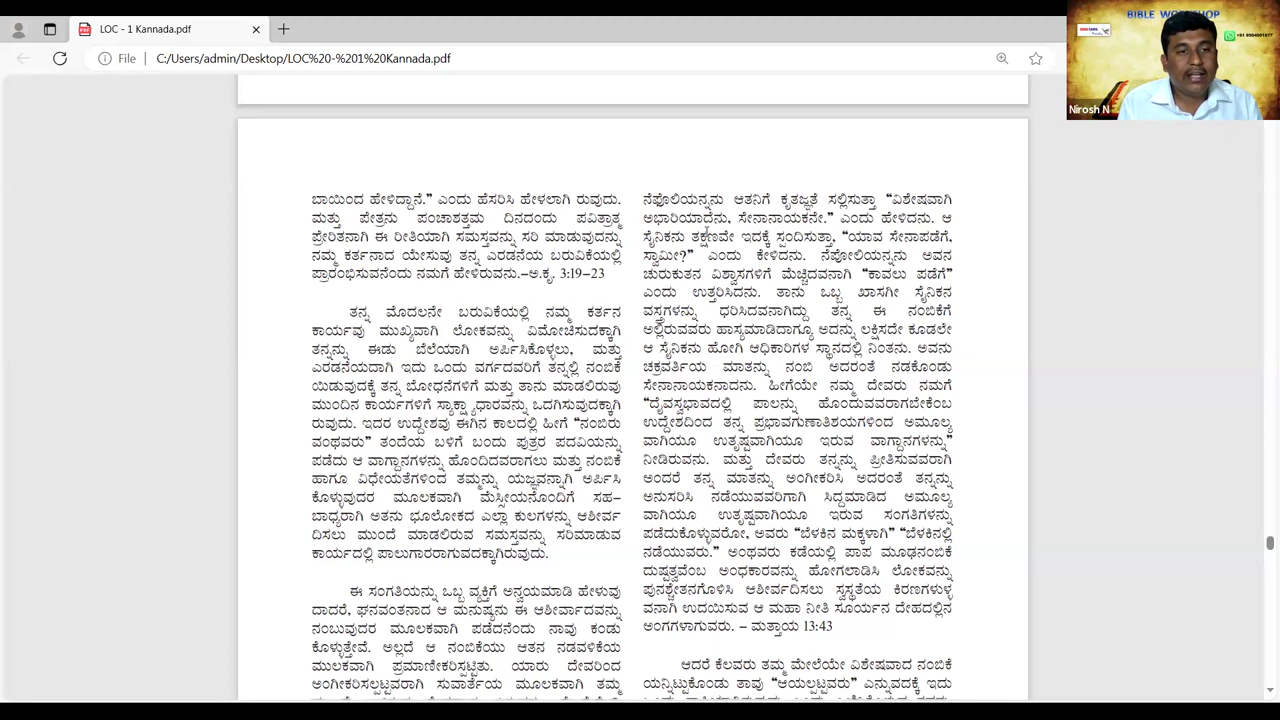 LOC - 1 Kannada.pdf
File
C:/Users/admin/Desktop/LOC%20-%201%20Kannada.pdf
BIBLE WORKSHOP
Nirosh N
ಬಾಯಿಂದ ಹೇಳಿದ್ದಾನೆ.” ಎಂದು ಹೆಸರಿಸಿ ಹೇಳಲಾಗಿ ರುವುದು.
ಮತ್ತು ಪೇತ್ರನು ಪಂಚಾಶತ್ತಮ ದಿನದಂದು ಪವಿತ್ರಾತ್ಮ
ಪ್ರೇರಿತನಾಗಿ ಈ ರೀತಿಯಾಗಿ ಸಮಸ್ತವನ್ನು ಸರಿ ಮಾಡುವುದನ್ನು
ನಮ್ಮ ಕರ್ತನಾದ ಯೇಸುವು ತನ್ನ ಎರಡನೆಯ ಬರುವಿಕೆಯಲ್ಲಿ
ಪ್ರಾರಂಭಿಸುವನೆಂದು ನಮಗೆ ಹೇಳಿರುವನು.–ಅ.ಕೃ. 3:19–23
ತನ್ನ ಮೊದಲನೇ ಬರುವಿಕೆಯಲ್ಲಿ ನಮ್ಮ ಕರ್ತನ
ಕಾರ್ಯವು ಮುಖ್ಯವಾಗಿ ಲೋಕವನ್ನು ವಿಮೋಚಿಸುದಕ್ಕಾಗಿ
ತನ್ನನ್ನು ಈಡು ಬೆಲೆಯಾಗಿ ಅರ್ಪಿಸಿಕೊಳ್ಳಲು, ಮತ್ತು
ಎರಡನೆಯದಾಗಿ ಇದು ಒಂದು ವರ್ಗದವರಿಗೆ ತನ್ನಲ್ಲಿ ನಂಬಿಕೆ
ಯಿಡುವುದಕ್ಕೆ ತನ್ನ ಬೋಧನೆಗಳಿಗೆ ಮತ್ತು ತಾನು ಮಾಡಲಿರುವು
ಮುಂದಿನ ಕಾರ್ಯಗಳಿಗೆ ಸ್ಯಾಕ್ಷ್ಯಾಧಾರವನ್ನು ಒದಗಿಸುವುದಕ್ಕಾಗಿ
ರುವುದು. ಇದರ ಉದ್ದೇಶವು ಈಗಿನ ಕಾಲದಲ್ಲಿ ಹೀಗೆ “ನಂಬಿರು
ವಂಥವರು” ತಂದೆಯ ಬಳಿಗೆ ಬಂದು ಪುತ್ರರ ಪದವಿಯನ್ನು
ಪಡೆದು ಆ ವಾಗ್ದಾನಗಳನ್ನು ಹೊಂದಿದವರಾಗಲು ಮತ್ತು ನಂಬಿಕೆ
ಹಾಗೂ ವಿಧೇಯತೆಗಳಿಂದ ತಮ್ಮನ್ನು ಯಜ್ಞವನ್ನಾಗಿ ಅರ್ಪಿಸಿ
ಕೊಳ್ಳುವುದರ ಮೂಲಕವಾಗಿ ಮೆಸ್ಸೀಯನೊಂದಿಗೆ ಸಹ–
ಬಾಧ್ಯರಾಗಿ ಅತನು ಭೂಲೋಕದ ಎಲ್ಲಾ ಕುಲಗಳನ್ನು ಆಶೀರ್ವ
ದಿಸಲು ಮುಂದೆ ಮಾಡಲಿರುವ ಸಮಸ್ತವನ್ನು ಸರಿಮಾಡುವ
ಕಾರ್ಯದಲ್ಲಿ ಪಾಲುಗಾರರಾಗುವದಕ್ಕಾಗಿರುವುದು.
ಈ ಸಂಗತಿಯನ್ನು ಒಬ್ಬ ವ್ಯಕ್ತಿಗೆ ಅನ್ವಯಮಾಡಿ ಹೇಳುವು
ದಾದರೆ, ಘನವಂತನಾದ ಆ ಮನುಷ್ಯನು ಈ ಆಶೀರ್ವಾದವನ್ನು
ನಂಬುವುದರ ಮೂಲಕವಾಗಿ ಪಡೆದನೆಂದು ನಾವು ಕಂಡು
ಕೊಳ್ಳುತ್ತೇವೆ. ಅಲ್ಲದೆ ಆ ನಂಬಿಕೆಯು ಆತನ ನಡವಳಿಕೆಯ
ಮುಲಕವಾಗಿ ಪ್ರಮಾಣೀಕರಿಸಲ್ಪಟ್ಟಿತು. ಯಾರು ದೇವರಿಂದ
ಅಂಗೀಕರಿಸಲ್ಪಟ್ಟವರಾಗಿ ಸುವಾರ್ತೆಯ ಮೂಲಕವಾಗಿ ತಮ್ಮ
ನೆಪೊಲಿಯನ್ನನು ಆತನಿಗೆ ಕೃತಜ್ಞತೆ ಸಲ್ಲಿಸುತ್ತಾ “ವಿಶೇಷವಾಗಿ
ಅಭಾರಿಯಾದೆನು, ಸೇನಾನಾಯಕನೇ.” ಎಂದು ಹೇಳಿದನು. ಆ
ಸೈನಿಕನು ತಕ್ಷಣವೇ ಇದಕ್ಕೆ ಸ್ಪಂದಿಸುತ್ತಾ, “ಯಾವ ಸೇನಾಪಡೆಗೆ,
ಸ್ವಾಮೀ?” ಎಂದು ಕೇಳಿದನು. ನೆಪೋಲಿಯನ್ನನು ಅವನ
ಚುರುಕುತನ ವಿಶ್ವಾಸಗಳಿಗೆ ಮೆಚ್ಚಿದವನಾಗಿ “ಕಾವಲು ಪಡೆಗೆ”
ಎಂದು ಉತ್ತರಿಸಿದನು. ತಾನು ಒಬ್ಬ ಖಾಸಗೀ ಸೈನಿಕನ
ವಸ್ತ್ರಗಳನ್ನು ಧರಿಸಿದವನಾಗಿದ್ದು ತನ್ನ ಈ ನಂಬಿಕೆಗೆ
ಅಲ್ಲಿರುವವರು ಹಾಸ್ಯಮಾಡಿದಾಗ್ಯೂ ಅದನ್ನು ಲಕ್ಷಿಸದೇ ಕೂಡಲೇ
ಆ ಸೈನಿಕನು ಹೋಗಿ ಆಧಿಕಾರಿಗಳ ಸ್ಥಾನದಲ್ಲಿ ನಿಂತನು. ಅವನು
ಚಕ್ರವರ್ತಿಯ ಮಾತನ್ನು ನಂಬಿ ಅದರಂತೆ ನಡಕೊಂಡು
ಸೇನಾನಾಯಕನಾದನು. ಹೀಗೆಯೇ ನಮ್ಮ ದೇವರು ನಮಗೆ
“ದೈವಸ್ವಭಾವದಲ್ಲಿ ಪಾಲನ್ನು ಹೊಂದುವವರಾಗಬೇಕೆಂಬ
ಉದ್ದೇಶದಿಂದ ತನ್ನ ಪ್ರಭಾವಗುಣಾತಿಶಯಗಳಿಂದ ಅಮೂಲ್ಯ
ವಾಗಿಯೂ ಉತೃಷ್ಟವಾಗಿಯೂ ಇರುವ ವಾಗ್ದಾನಗಳನ್ನು”
ನೀಡಿರುವನು. ಮತ್ತು ದೇವರು ತನ್ನನ್ನು ಪ್ರೀತಿಸುವವರಾಗಿ
ಅಂದರೆ ತನ್ನ ಮಾತನ್ನು ಅಂಗೀಕರಿಸಿ ಅದರಂತೆ ತನ್ನನ್ನು
ಅನುಸರಿಸಿ ನಡೆಯುವವರಿಗಾಗಿ ಸಿದ್ದಮಾಡಿದ ಅಮೂಲ್ಯ
ವಾಗಿಯೂ ಉತೃಷ್ಟವಾಗಿಯೂ ಇರುವ ಸಂಗತಿಗಳನ್ನು
ಪಡೆದುಕೊಳ್ಳುವರೋ, ಅವರು “ಬೆಳಕಿನ ಮಕ್ಕಳಾಗಿ” “ಬೆಳಕಿನಲ್ಲಿ
ನಡೆಯುವರು.” ಅಂಥವರು ಕಡೆಯಲ್ಲಿ ಪಾಪ ಮೂಢನಂಬಿಕೆ
ದುಷ್ಟತ್ವವೆಂಬ ಅಂಧಕಾರವನ್ನು ಹೋಗಲಾಡಿಸಿ ಲೋಕವನ್ನು
ಪುನಶ್ಚೇತನಗೊಳಿಸಿ ಆಶೀರ್ವದಿಸಲು ಸ್ವಸ್ಥತೆಯ ಕಿರಣಗಳುಳ್ಳ
ವನಾಗಿ ಉದಯಿಸುವ ಆ ಮಹಾ ನೀತಿ ಸೂರ್ಯನ ದೇಹದಲ್ಲಿನ
ಅಂಗಗಳಾಗುವರು. – ಮತ್ತಾಯ 13:43
ಆದರೆ ಕೆಲವರು ತಮ್ಮ ಮೇಲೆಯೇ ವಿಶೇಷವಾದ ನಂಬಿಕೆ
ಯನ್ನಿಟ್ಟುಕೊಂಡು ತಾವು “ಆಯಲ್ಪಟ್ಟವರು” ಎನ್ನುವದಕ್ಕೆ ಇದು